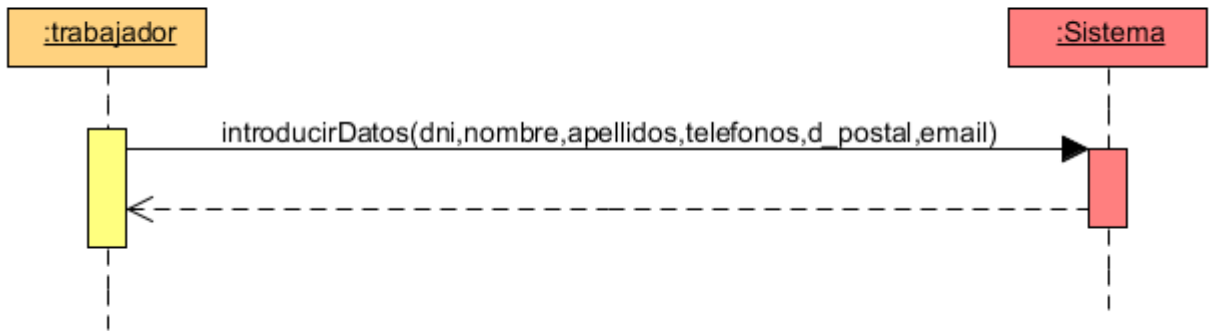 :trabajador
:Sistema
introducirDatos(dni,nombre,apellidos,telefonos,d_postal,email)